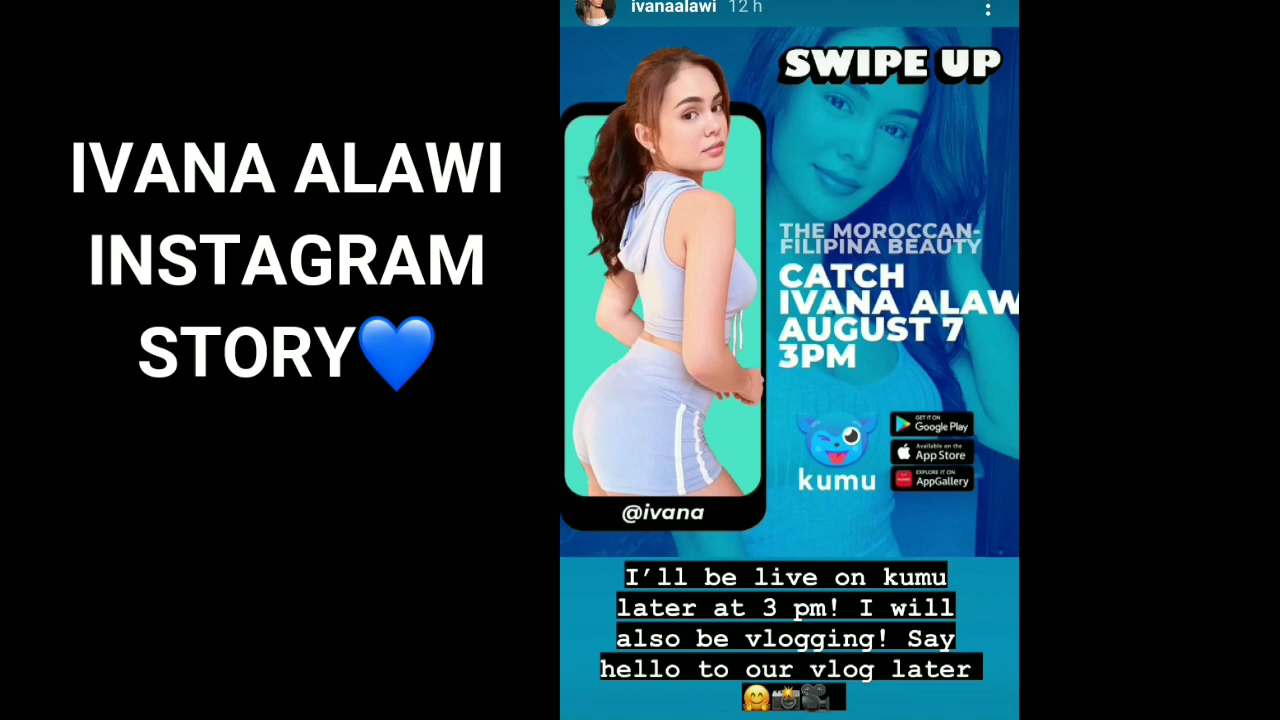 IVANA ALAWI
INSTAGRAM
STORY💙
ivanaalawi 12 h
SWIPE UP
THE MOROCCAN-
FILIPINA BEAUTY
CATCH
IVANA ALAW
AUGUST 7
3PM
kumu
GET IT ON
Google Play
Available on the
App Store
EXPLORE IT ON
AppGallery
@ivana
I’ll be live on kumu
later at 3 pm! I will
also be vlogging! Say
hello to our vlog later
🤗📸🎥